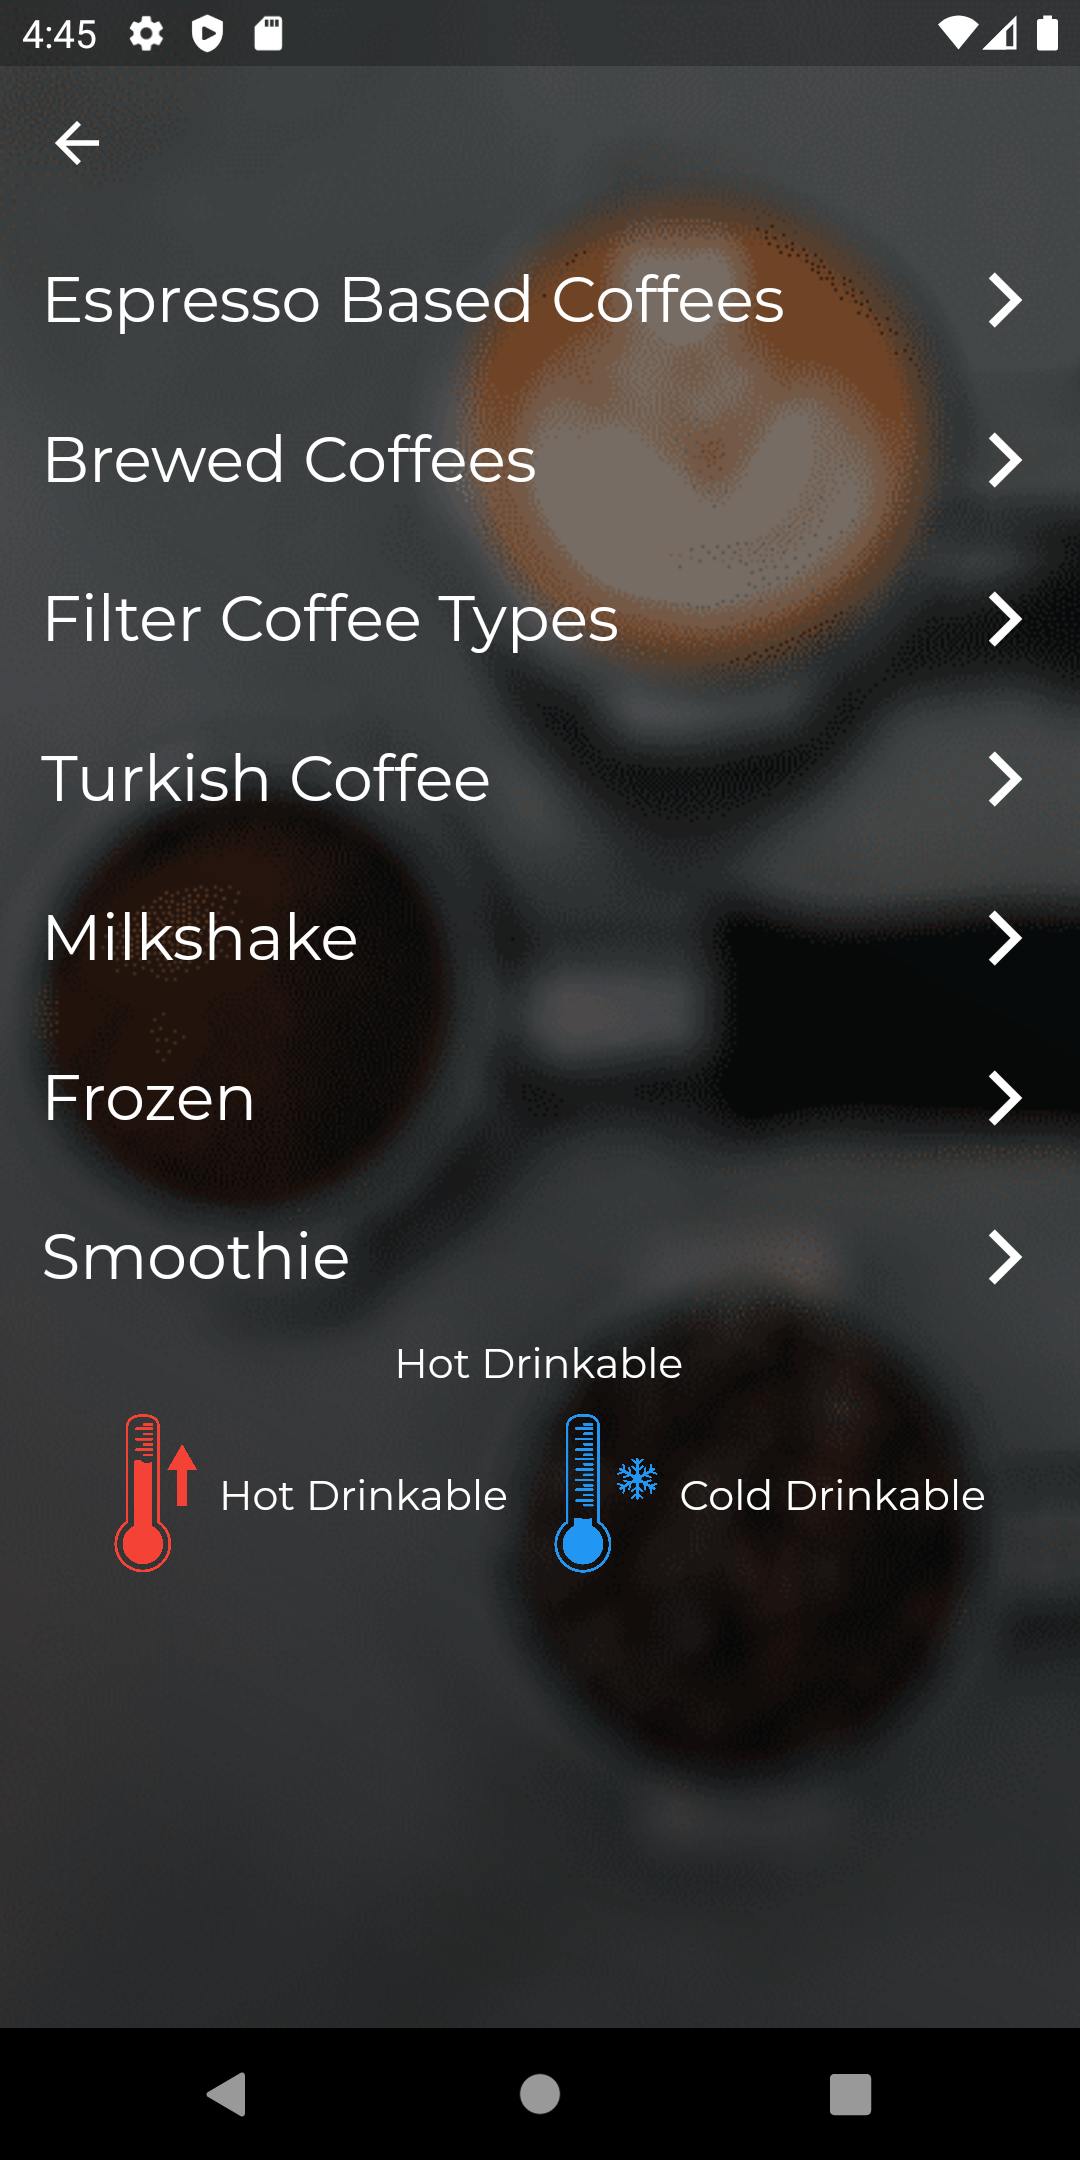 4:45
Espresso Based Coffees
Brewed Coffees
Filter Coffee Types
Turkish Coffee
Milkshake
Frozen
Smoothie
Hot Drinkable
Hot Drinkable
Cold Drinkable